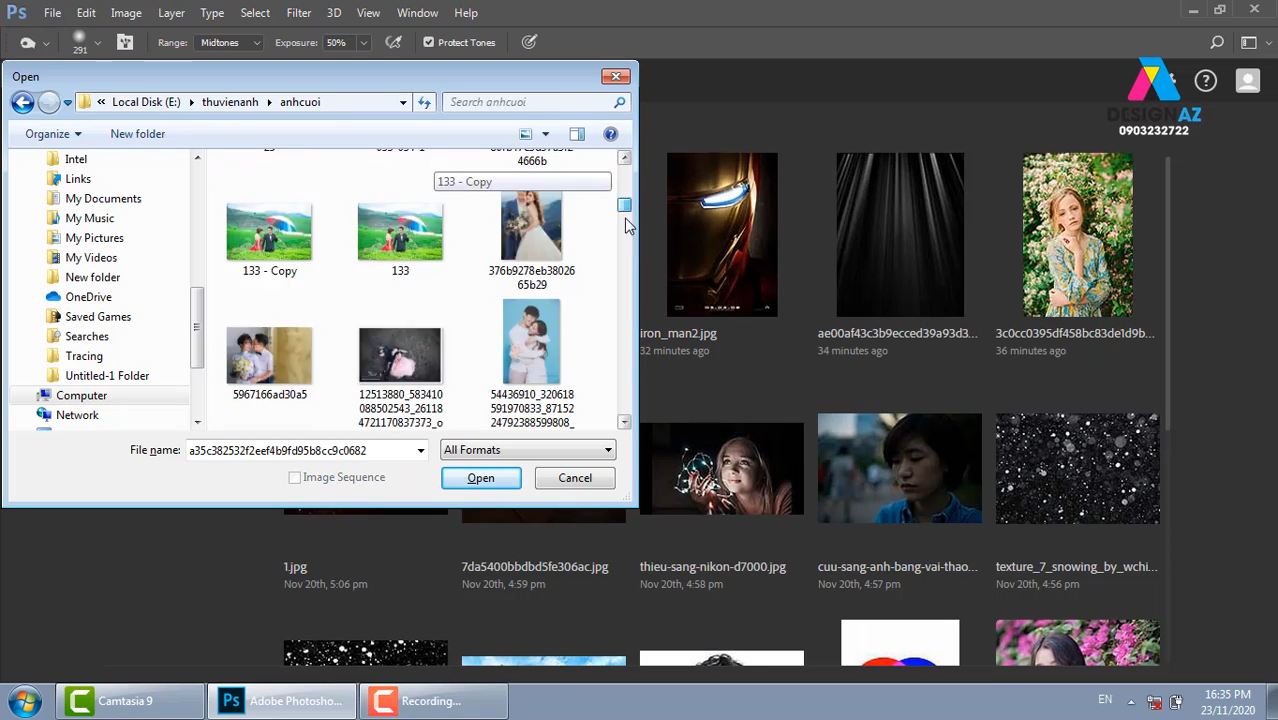 Ps File Edit Image Layer Type Select Filter 3D View Window Help
291 Range: Midtones Exposure: 50% Protect Tones
Open
« Local Disk (E:) thuvienanh anhcuoi Search anhcuoi
DESIGNAZ
0903232722
Organize New folder
Intel
Links
My Documents
My Music
My Pictures
My Videos
New folder
OneDrive
Saved Games
Searches
Tracing
Untitled-1 Folder
Computer
Network
4666b
133 - Copy
133 - Copy
133
376b9278eb38026
65b29
5967166ad30a5
12513880_583410
088502543_26118
4721170837373_o
54436910_320618
591970833_87152
24792388599808_
File name: a35c382532f2eef4b9fd95b8cc9c0682 All Formats
Image Sequence Open Cancel
iron_man2.jpg
32 minutes ago
ae00af43c3b9ecced39a93d3...
34 minutes ago
3c0cc0395df458bc83de1d9b...
36 minutes ago
1.jpg
Nov 20th, 5:06 pm
7da5400bbdbd5fe306ac.jpg
Nov 20th, 4:59 pm
thieu-sang-nikon-d7000.jpg
Nov 20th, 4:58 pm
cuu-sang-anh-bang-vai-thao...
Nov 20th, 4:57 pm
texture_7_snowing_by_wchi...
Nov 20th, 4:56 pm
Camtasia 9 Ps Adobe Photosho... Recording... EN 16:35 PM
23/11/2020